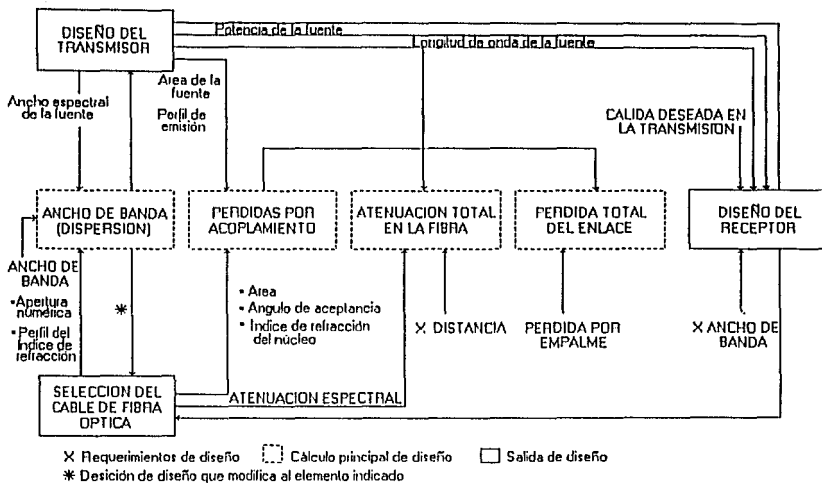 DISEÑO DEL
TRANSMISOR
Potencia de la fuente
Longitud de onda de la fuente
Ancho espectral
de la fuente
Area de la
fuente
Perfil de
emisión
CALIDA DESEADA EN
LA TRANSMISION
ANCHO DE BANDA
(DISPERSION)
PERDIDAS POR
ACOPLAMIENTO
ATENUACION TOTAL
EN LA FIBRA
PERDIDA TOTAL
DEL ENLACE
DISEÑO DEL
RECEPTOR
ANCHO DE
BANDA
• Apertura
numérica
• Perfil del
Indice de
refracción
*
• Area
• Angulo de aceptancia
• Indice de refracción
del núcleo
X DISTANCIA
PERDIDA POR
EMPALME
X ANCHO DE
BANDA
SELECCION DEL
CABLE DE FIBRA
OPTICA
ATENUACION ESPECTRAL
X Requerimientos de diseño
Cálculo principal de diseño
Salida de diseño
* Desición de diseño que modifica al elemento indicado